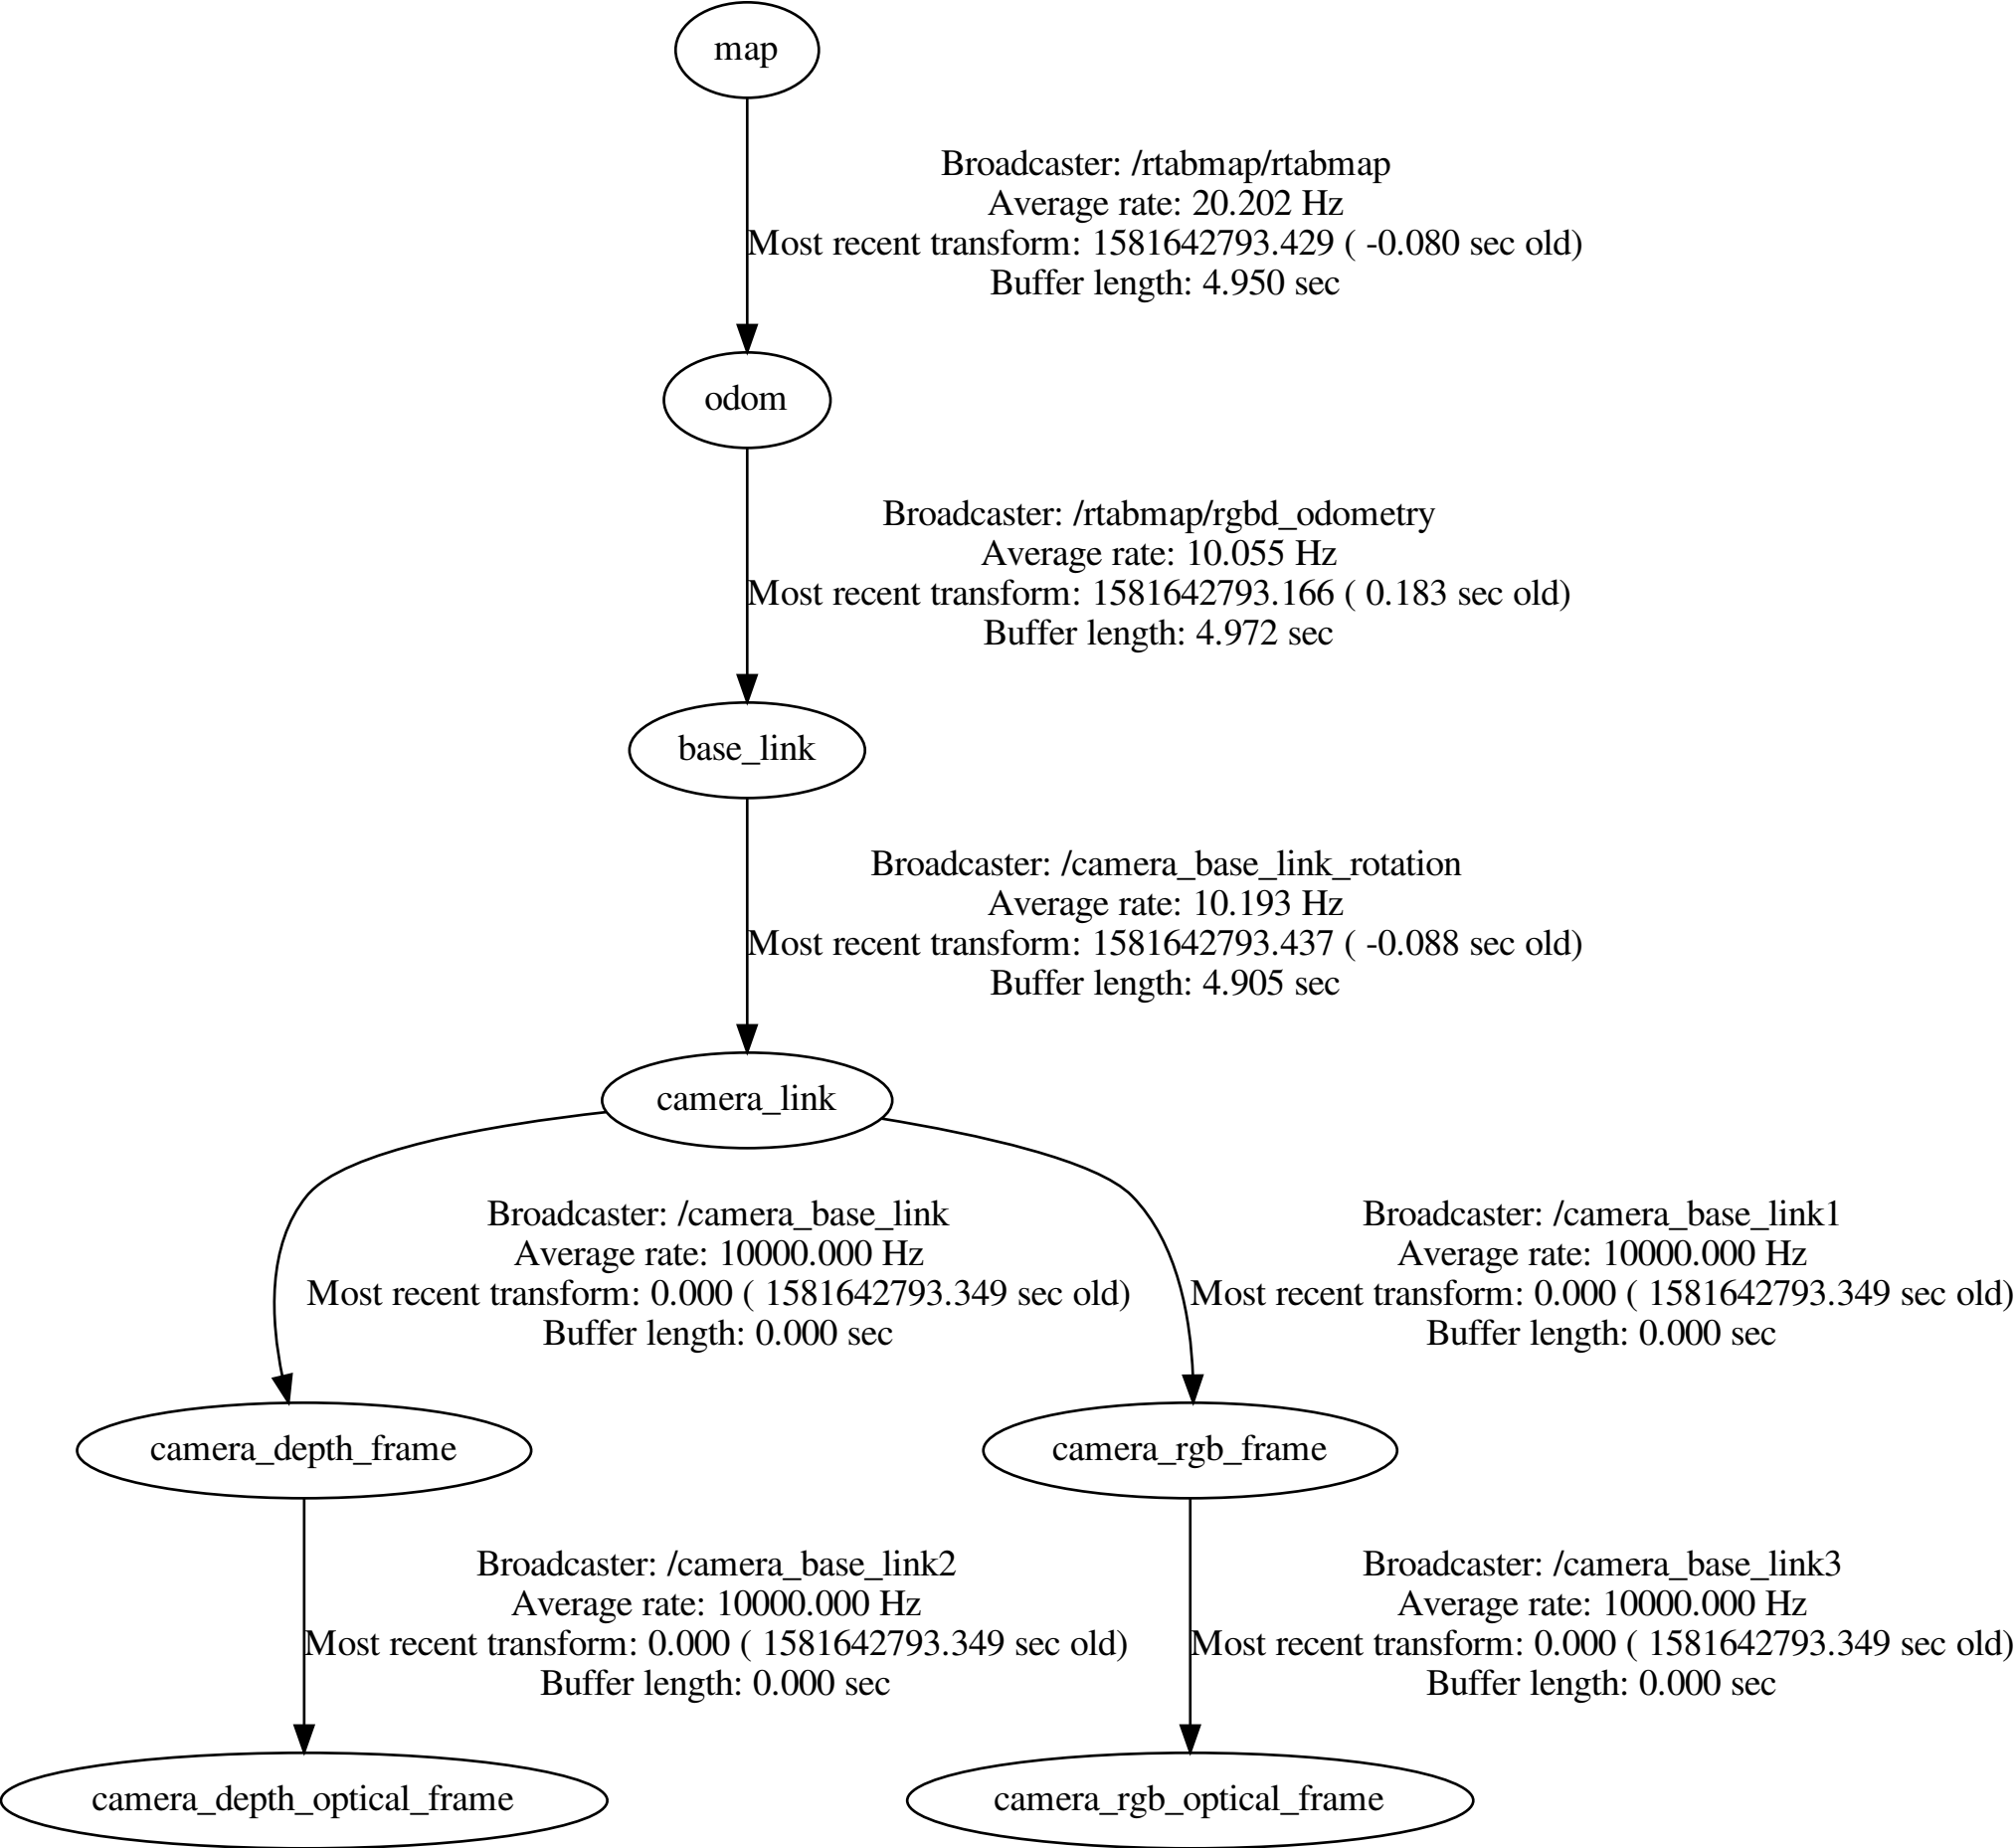 map
Broadcaster: /rtabmap/rtabmap
Average rate: 20.202 Hz
Most recent transform: 1581642793.429 ( -0.080 sec old)
Buffer length: 4.950 sec
odom
Broadcaster: /rtabmap/rgbd_odometry
Average rate: 10.055 Hz
Most recent transform: 1581642793.166 ( 0.183 sec old)
Buffer length: 4.972 sec
base_link
Broadcaster: /camera_base_link_rotation
Average rate: 10.193 Hz
Most recent transform: 1581642793.437 ( -0.088 sec old)
Buffer length: 4.905 sec
camera_link
Broadcaster: /camera_base_link
Average rate: 10000.000 Hz
Most recent transform: 0.000 ( 1581642793.349 sec old)
Buffer length: 0.000 sec
Broadcaster: /camera_base_link1
Average rate: 10000.000 Hz
Most recent transform: 0.000 ( 1581642793.349 sec old)
Buffer length: 0.000 sec
camera_depth_frame
camera_rgb_frame
Broadcaster: /camera_base_link2
Average rate: 10000.000 Hz
Most recent transform: 0.000 ( 1581642793.349 sec old)
Buffer length: 0.000 sec
Broadcaster: /camera_base_link3
Average rate: 10000.000 Hz
Most recent transform: 0.000 ( 1581642793.349 sec old)
Buffer length: 0.000 sec
camera_depth_optical_frame
camera_rgb_optical_frame